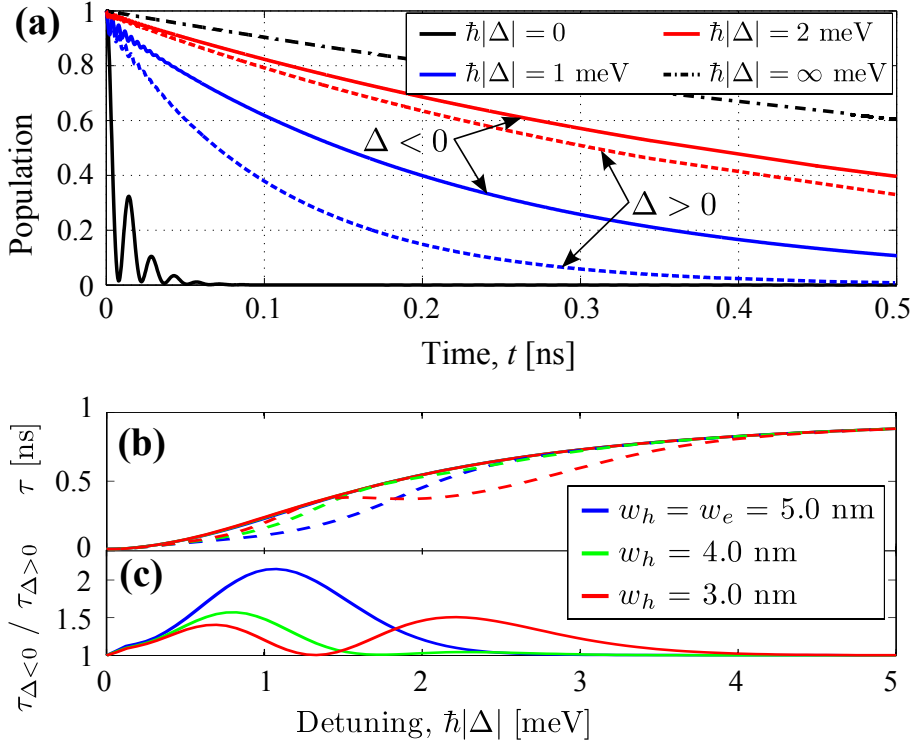 (a)
ħ|Δ| = 0
ħ|Δ| = 2 meV
ħ|Δ| = 1 meV
ħ|Δ| = ∞ meV
Δ < 0
Δ > 0
Population
1
0.8
0.6
0.4
0.2
0
0 0.1 0.2 0.3 0.4 0.5
Time, t [ns]
(b)
τ [ns]
1
0.5
w_h = w_e = 5.0 nm
w_h = 4.0 nm
w_h = 3.0 nm
(c)
τ_Δ<0 / τ_Δ>0
2
1.5
1
0 1 2 3 4 5
Detuning, ħ|Δ| [meV]